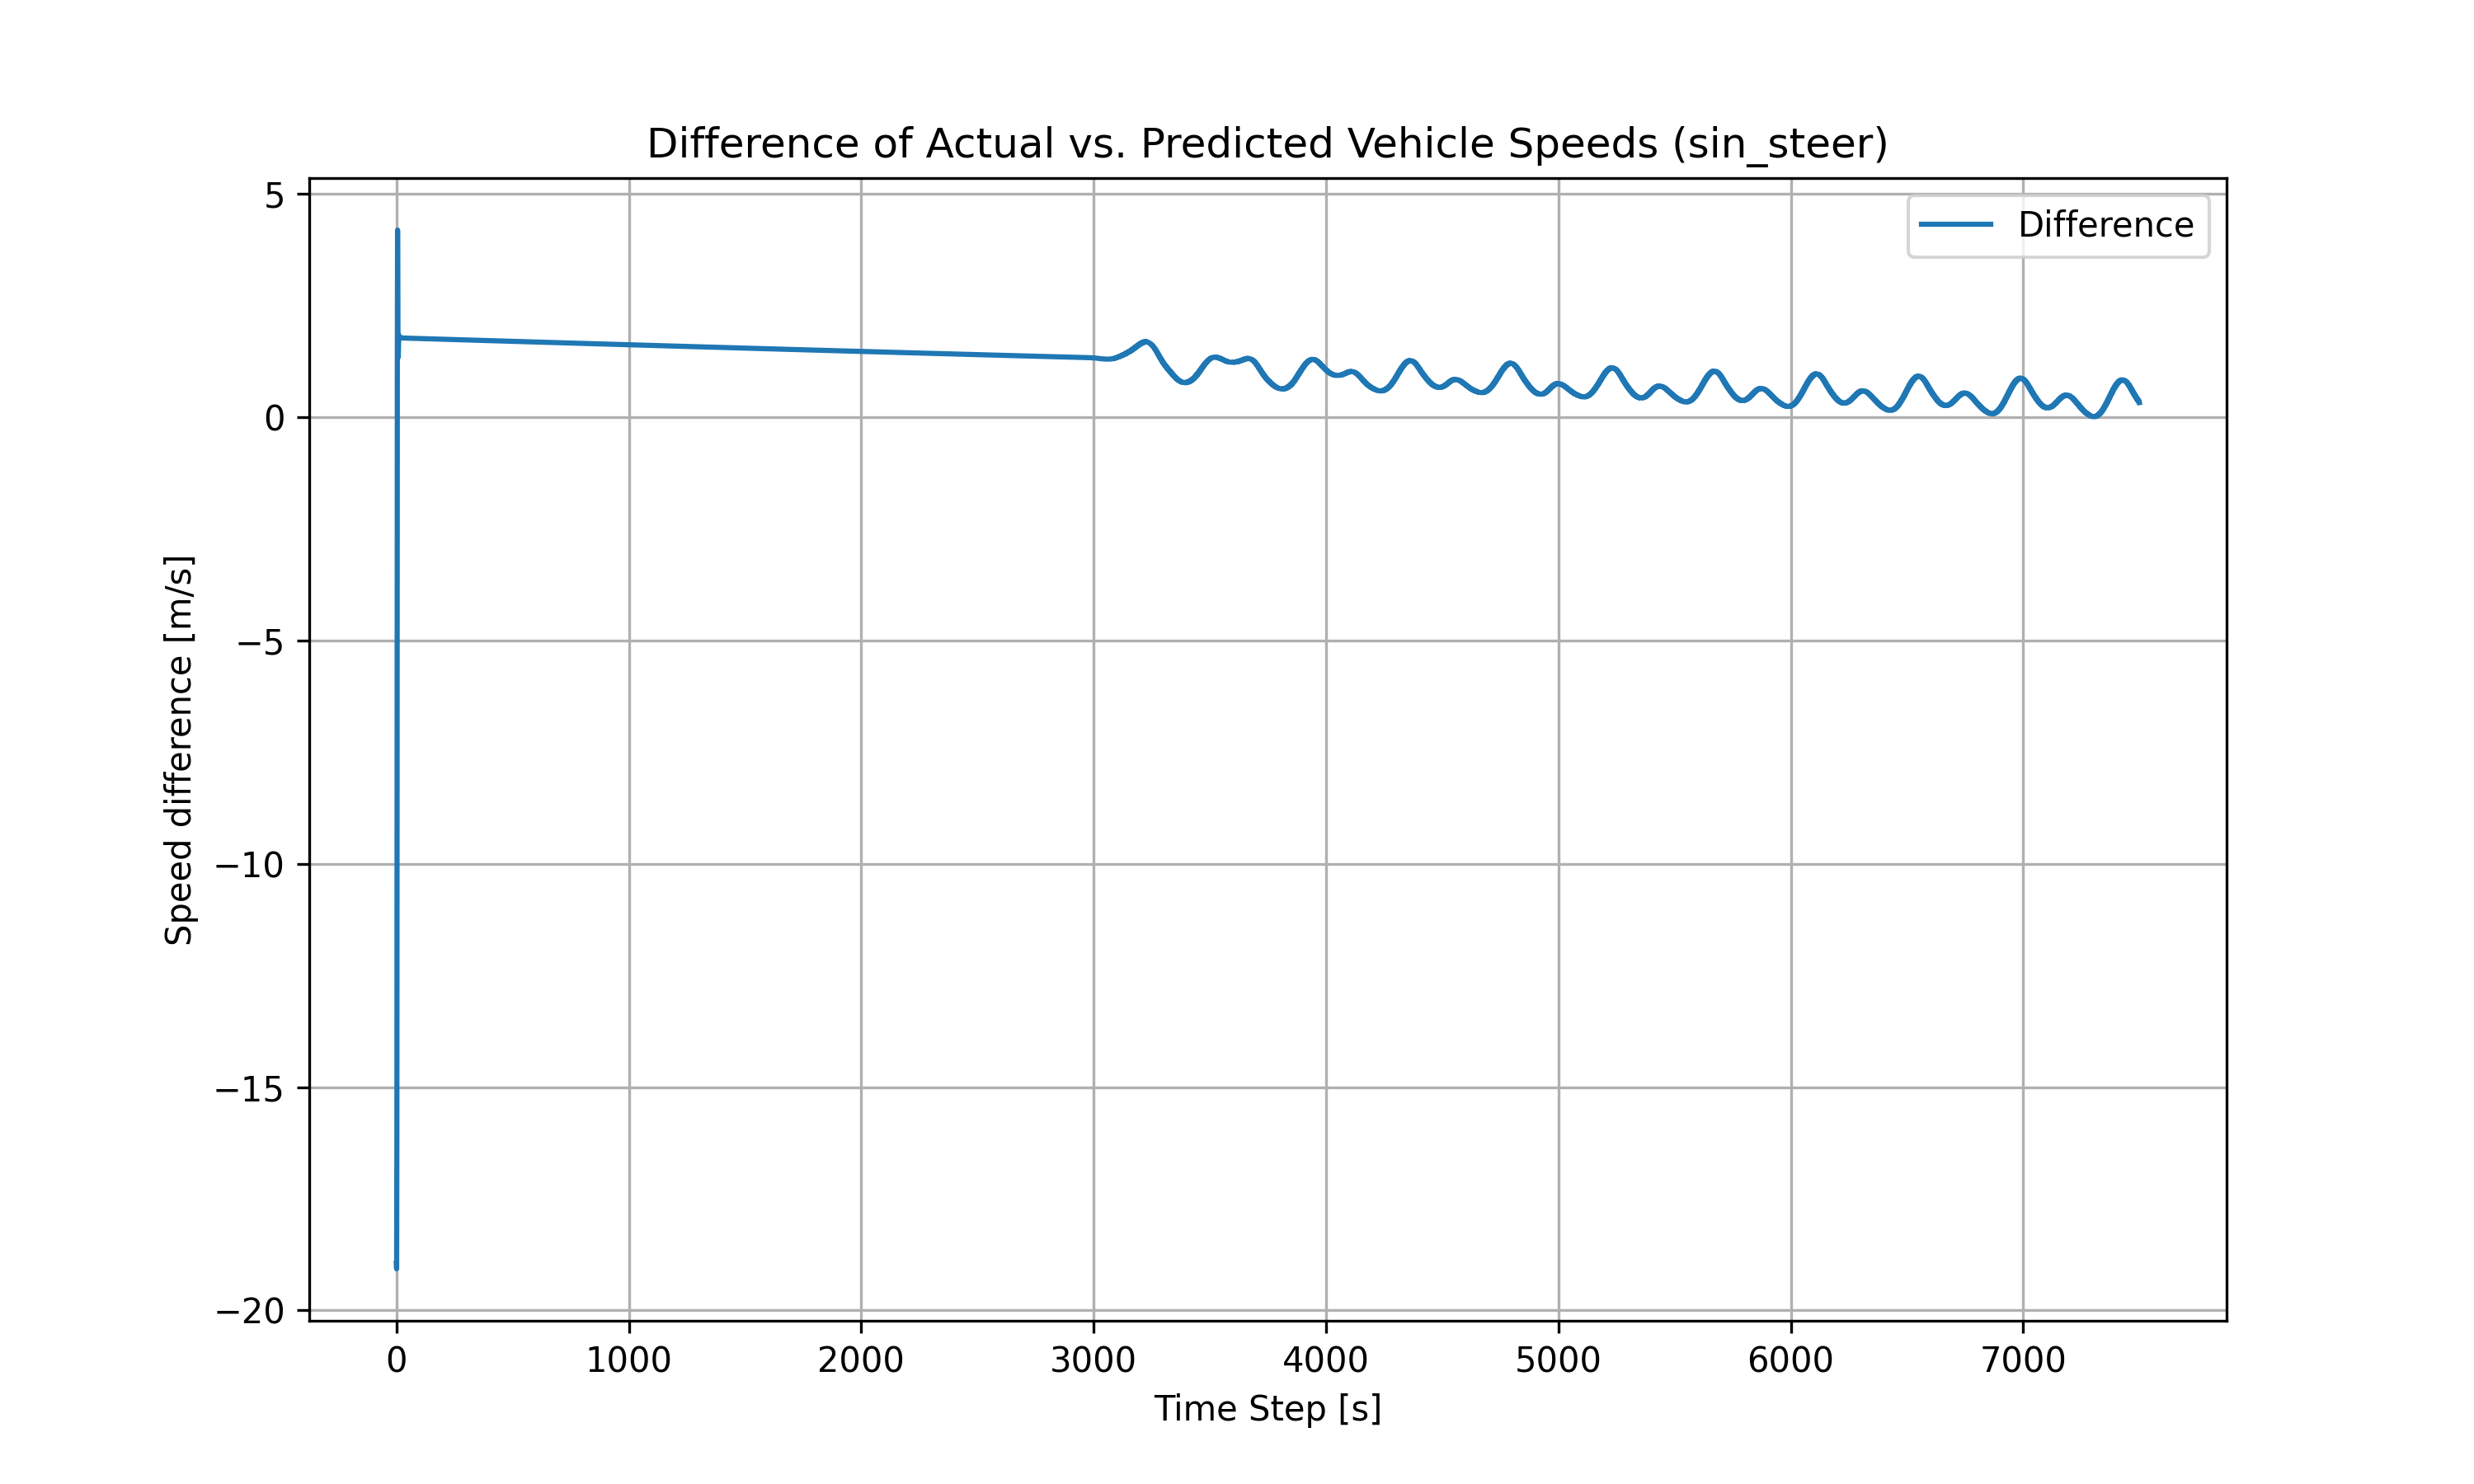 Difference of Actual vs. Predicted Vehicle Speeds (sin_steer)
Difference
5
0
−5
−10
−15
−20
Speed difference [m/s]
0 1000 2000 3000 4000 5000 6000 7000
Time Step [s]